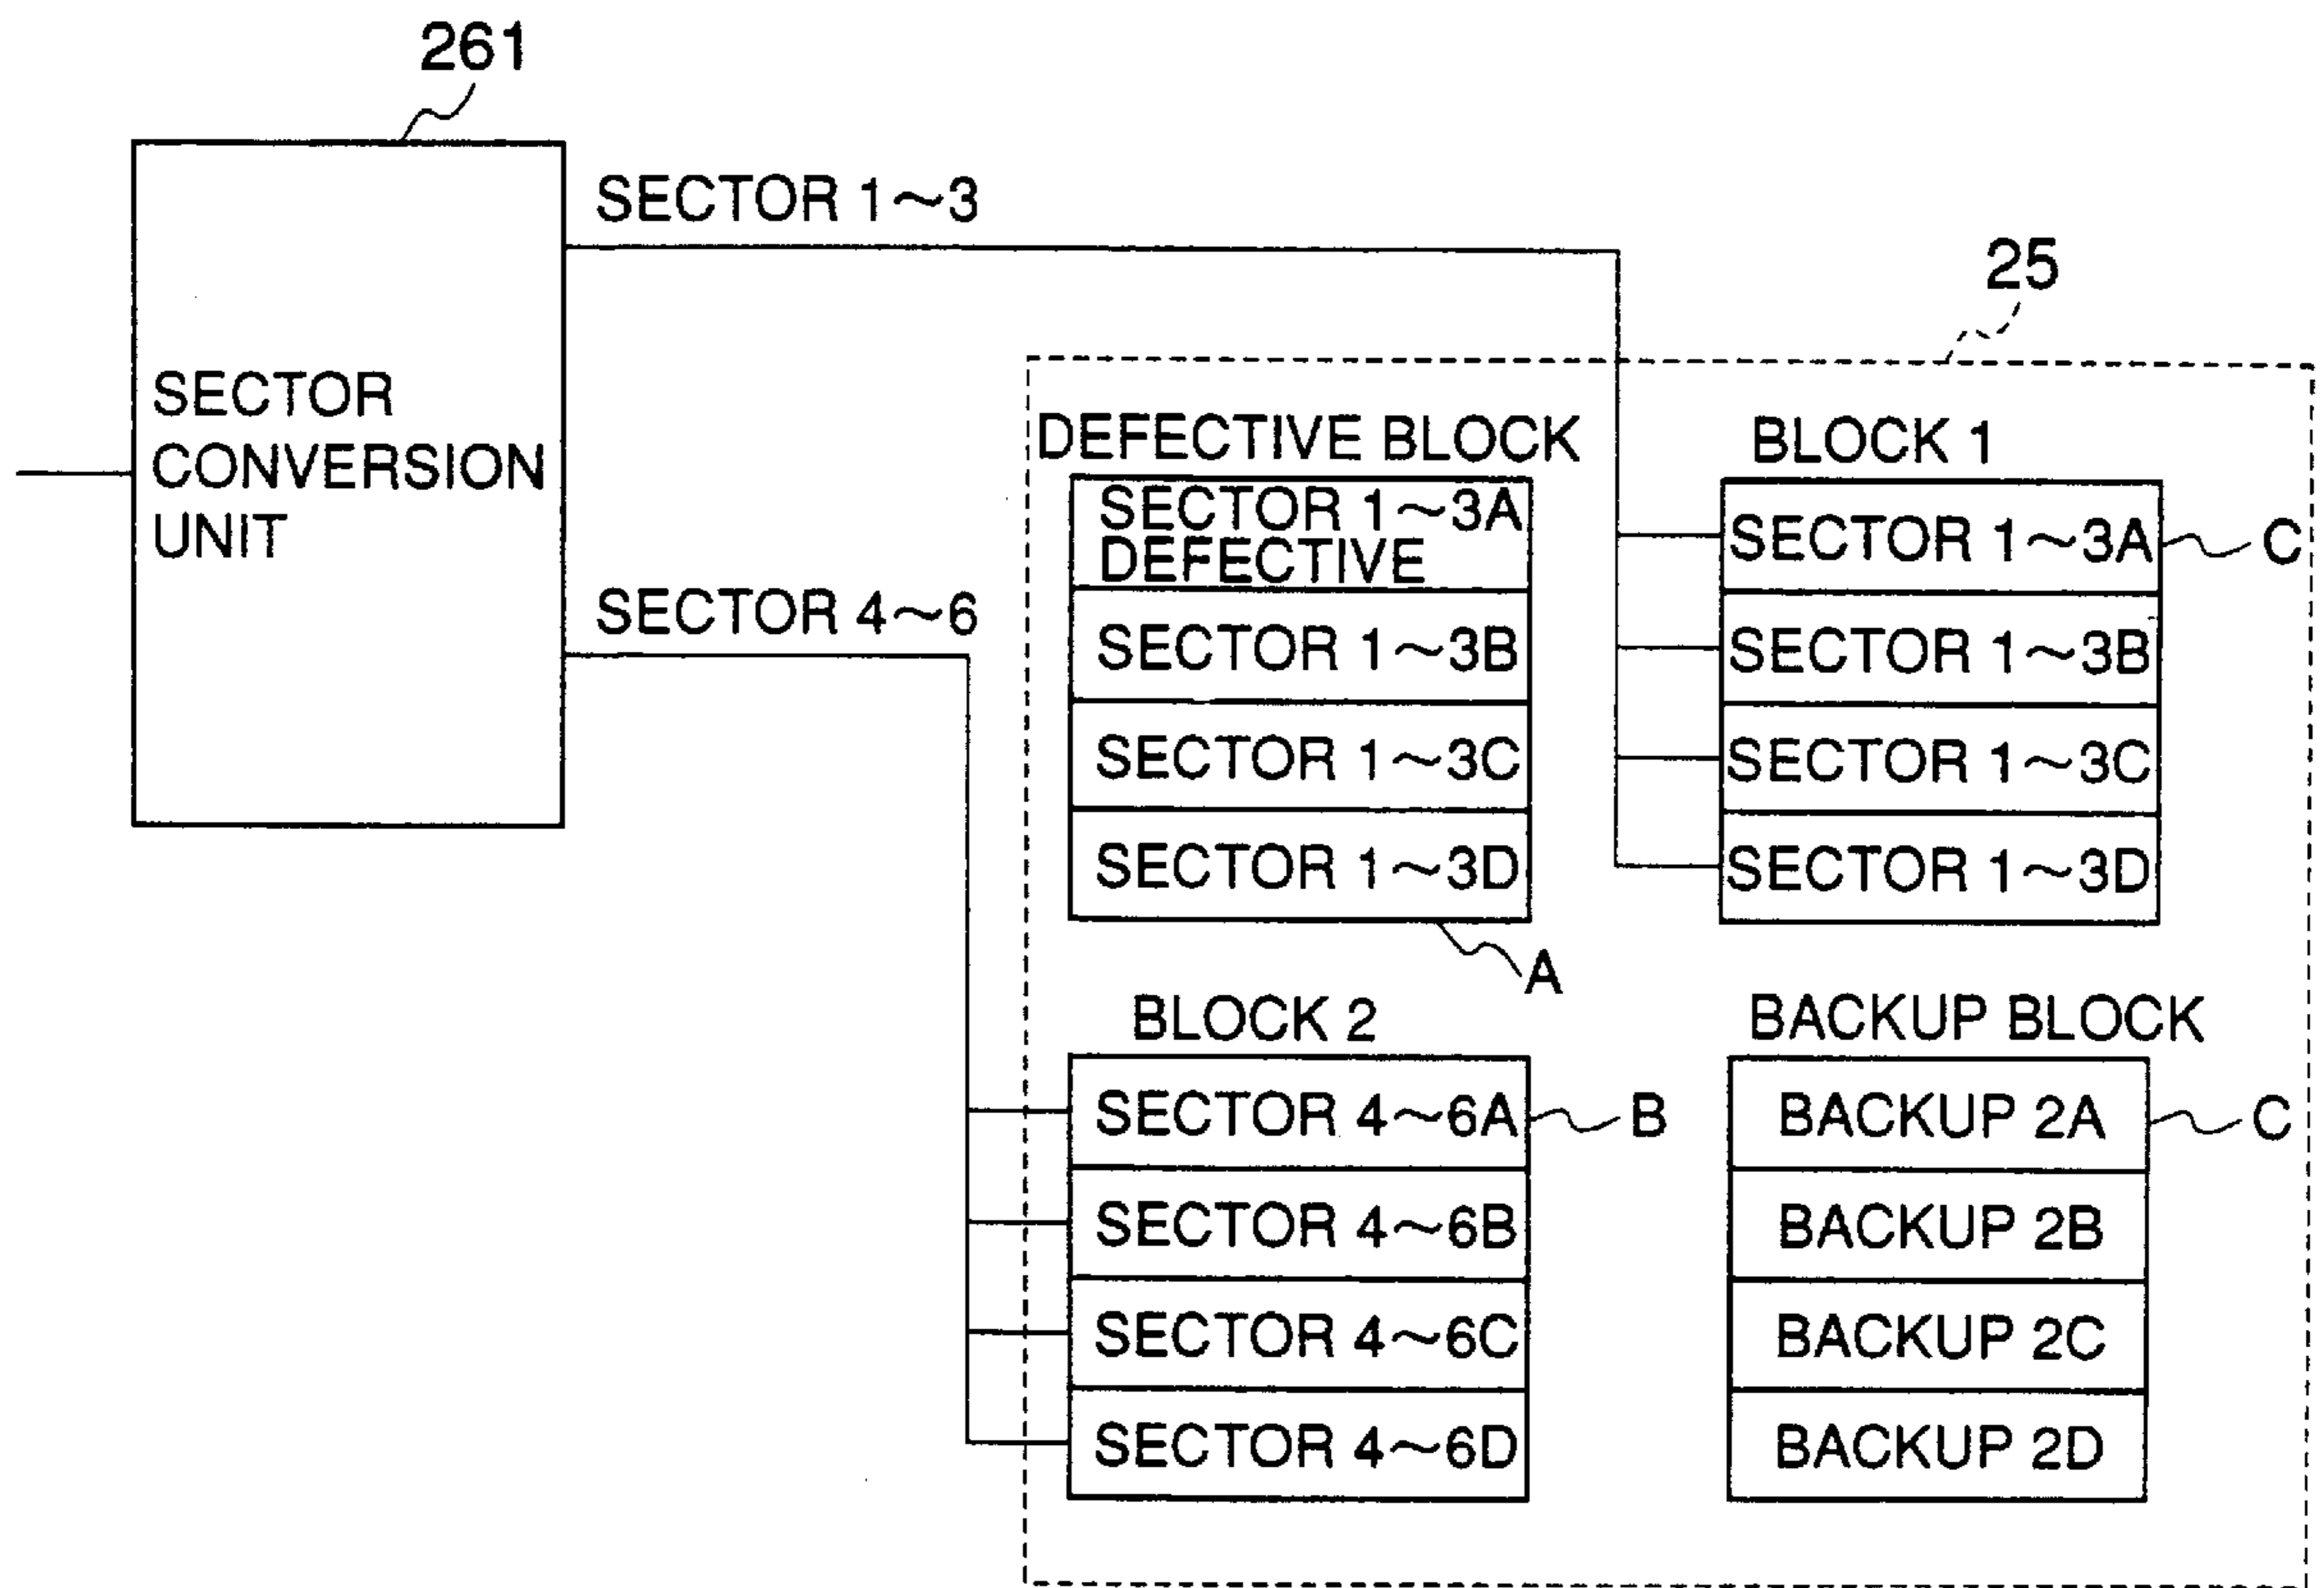 261
SECTOR 1~3
25
SECTOR
CONVERSION
UNIT
SECTOR 4~6
DEFECTIVE BLOCK
SECTOR 1~3A
DEFECTIVE
SECTOR 1~3B
SECTOR 1~3C
SECTOR 1~3D
A
BLOCK 1
SECTOR 1~3A
C
SECTOR 1~3B
SECTOR 1~3C
SECTOR 1~3D
BLOCK 2
SECTOR 4~6A
B
SECTOR 4~6B
SECTOR 4~6C
SECTOR 4~6D
BACKUP BLOCK
BACKUP 2A
C
BACKUP 2B
BACKUP 2C
BACKUP 2D